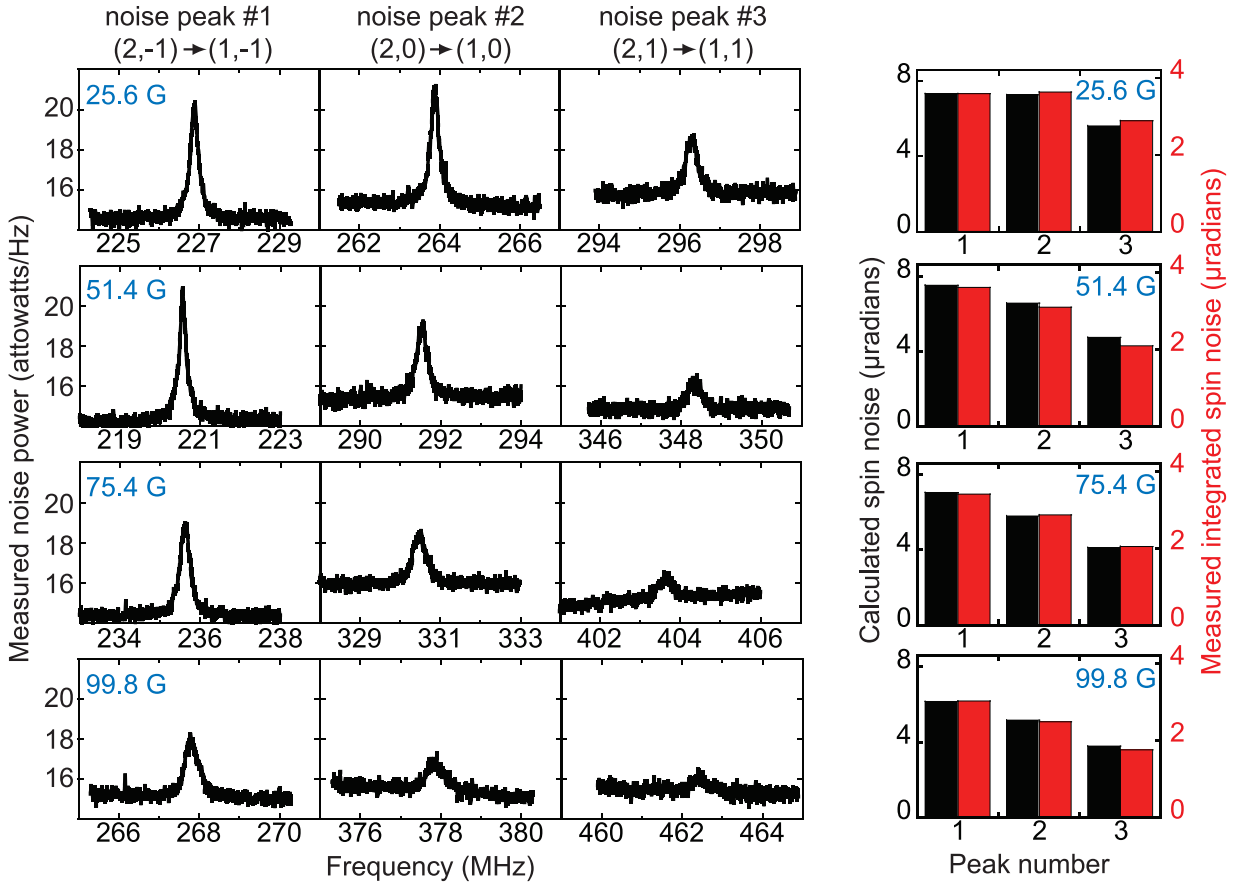 noise peak #1
(2,-1)→(1,-1)
noise peak #2
(2,0)→(1,0)
noise peak #3
(2,1)→(1,1)
Measured noise power (attowatts/Hz)
25.6 G
20
18
16
225 227 229
262 264 266
294 296 298
51.4 G
20
18
16
219 221 223
290 292 294
346 348 350
75.4 G
20
18
16
234 236 238
329 331 333
402 404 406
99.8 G
20
18
16
266 268 270
376 378 380
460 462 464
Frequency (MHz)
Calculated spin noise (μradians)
Measured integrated spin noise (μradians)
25.6 G
8
4
0
4
2
0
1 2 3
51.4 G
8
4
0
4
2
0
1 2 3
75.4 G
8
4
0
4
2
0
1 2 3
99.8 G
8
4
0
4
2
0
1 2 3
Peak number